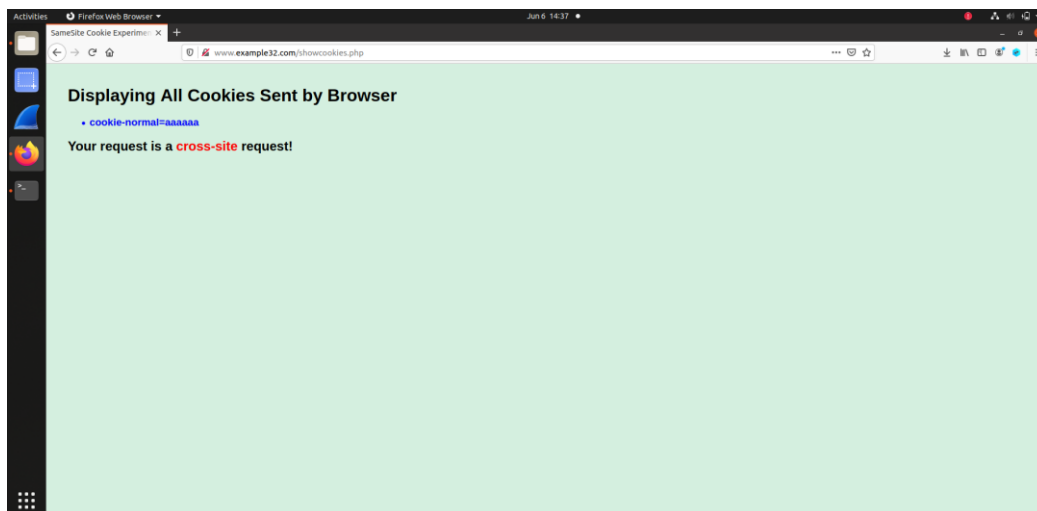 Activities Firefox Web Browser Jun 6 14:37
SameSite Cookie Experimen
www.example32.com/showcookies.php
Displaying All Cookies Sent by Browser
• cookie-normal=aaaaaa
Your request is a cross-site request!